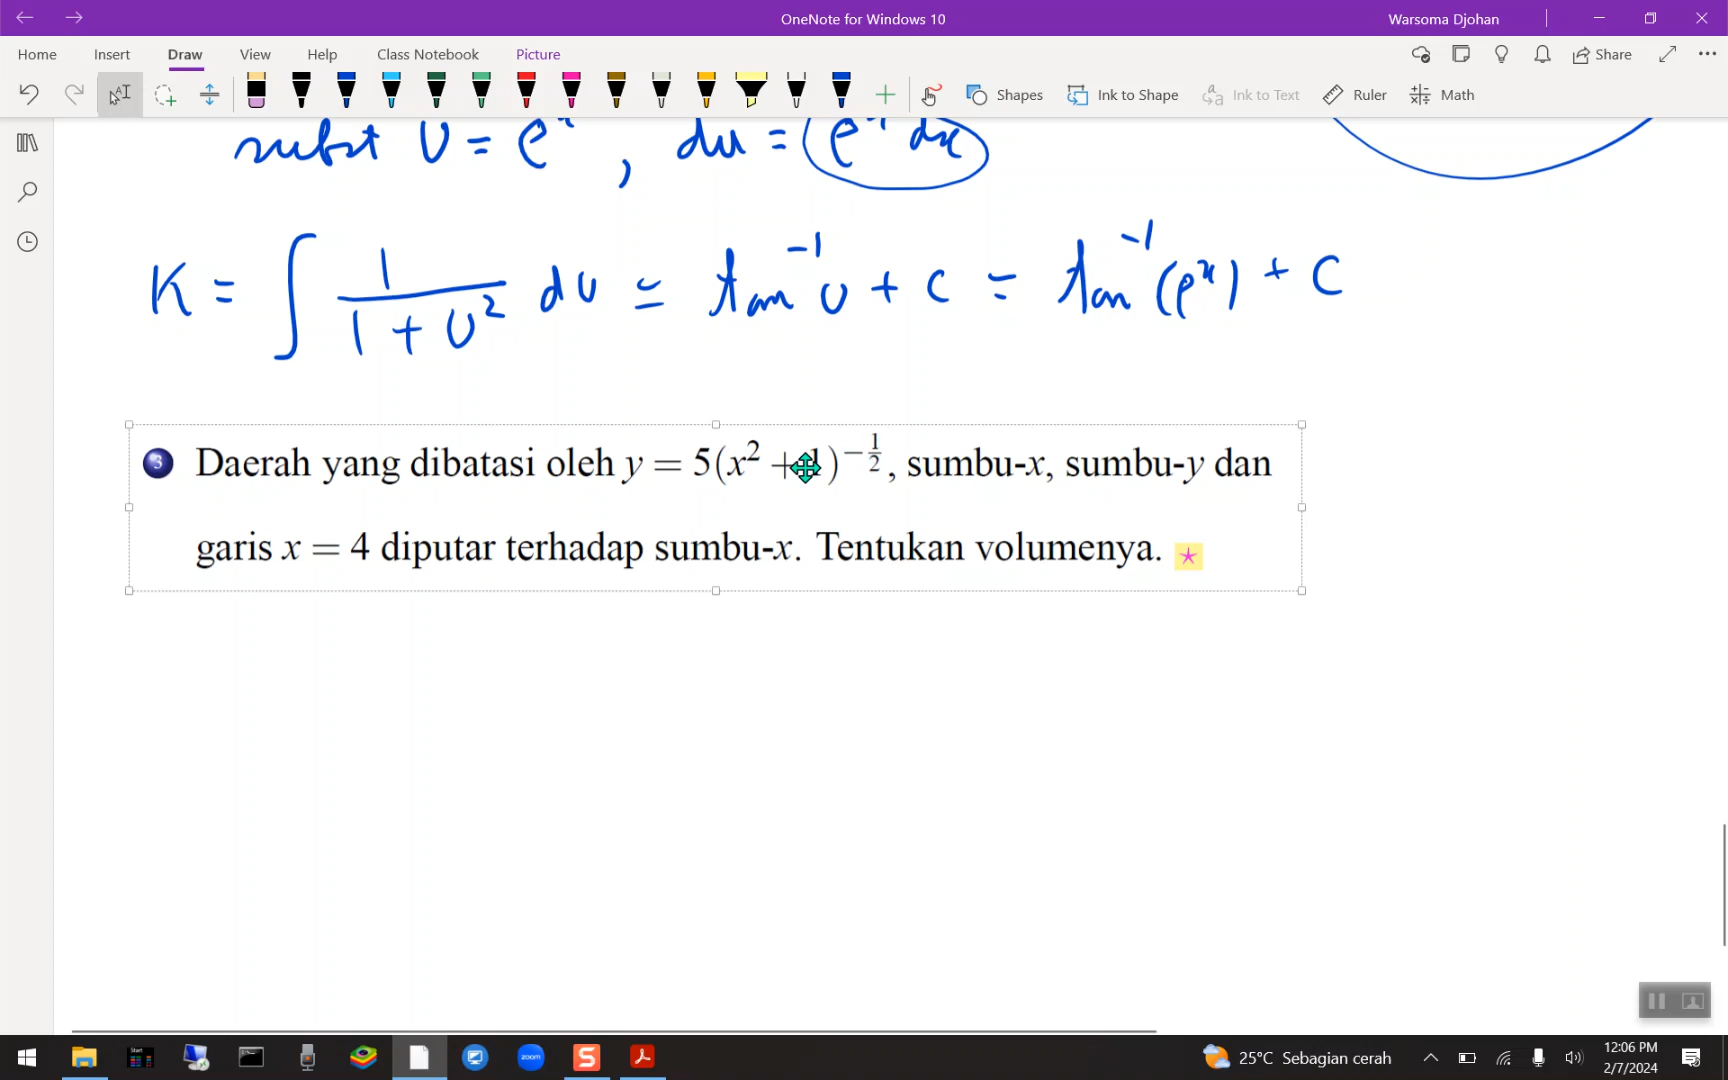 OneNote for Windows 10
Warsoma Djohan
Home Insert Draw View Help Class Notebook Picture
Share
Shapes Ink to Shape Ink to Text Ruler Math
subst U = e^x, du = e^x dx
K = ∫ 1/(1 + U²) dU = tan⁻¹ U + C = tan⁻¹ (e^x) + C
3 Daerah yang dibatasi oleh y = 5(x² + 1)^(-1/2), sumbu-x, sumbu-y dan
garis x = 4 diputar terhadap sumbu-x. Tentukan volumenya. ★
Start
zoom
25°C Sebagian cerah
12:06 PM
2/7/2024